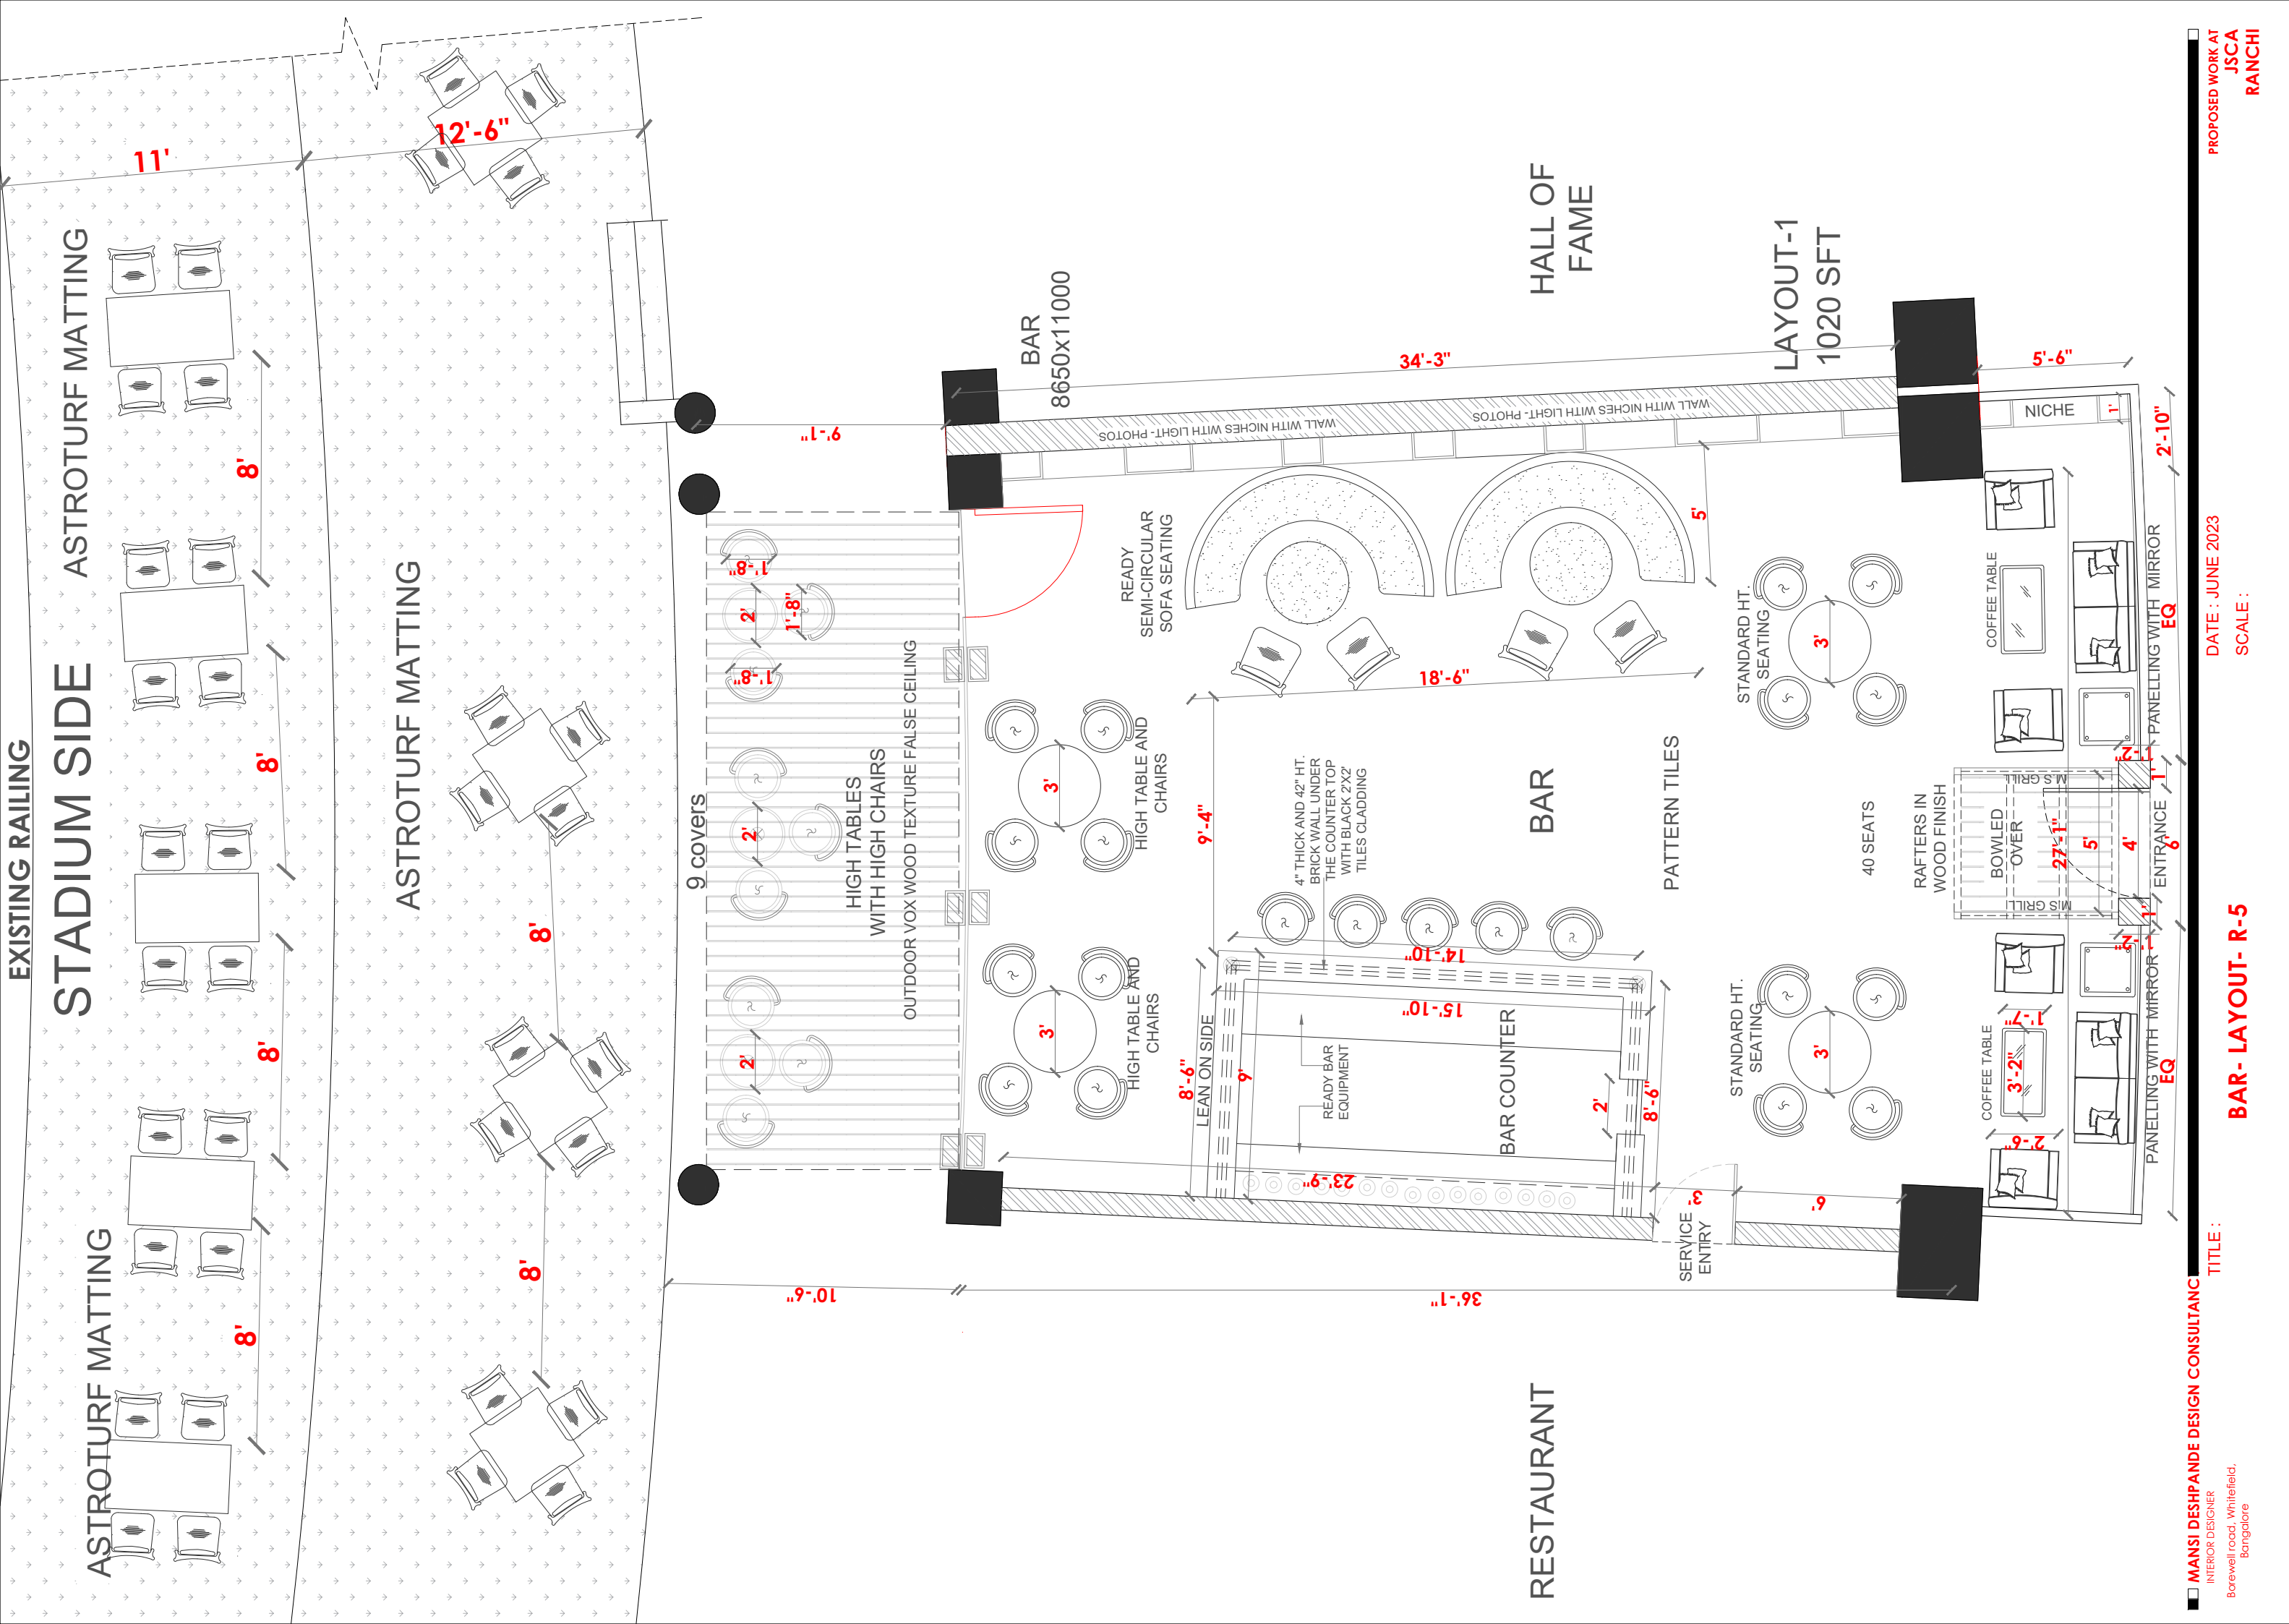 EXISTING RAILING
STADIUM SIDE
ASTROTURF MATTING
ASTROTURF MATTING
ASTROTURF MATTING
11'
12'-6"
8'
8'
8'
8'
8'
8'
8'
9 covers
HIGH TABLES
WITH HIGH CHAIRS
OUTDOOR VOX WOOD TEXTURE FALSE CEILING
1'-8"
2'
1'-8"
1'-8"
2'
2'
9'-1"
10'-6"
36'-1"
BAR
8650x11000
34'-3"
5'-6"
HALL OF
FAME
LAYOUT-1
1020 SFT
WALL WITH NICHES WITH LIGHT- PHOTOS
WALL WITH NICHES WITH LIGHT- PHOTOS
NICHE
1'
2'-10"
READY
SEMI-CIRCULAR
SOFA SEATING
5'
18'-6"
9'-4"
3'
HIGH TABLE AND
CHAIRS
3'
HIGH TABLE AND
CHAIRS
4" THICK AND 42" HT.
BRICK WALL UNDER
THE COUNTER TOP
WITH BLACK 2'X2'
TILES CLADDING
BAR
PATTERN TILES
40 SEATS
STANDARD HT.
SEATING
3'
STANDARD HT.
SEATING
3'
14'-10"
15'-10"
8'-6"
LEAN ON SIDE
9'
READY BAR
EQUIPMENT
BAR COUNTER
2'
8'-6"
23'-9"
3'
6'
SERVICE
ENTRY
RESTAURANT
RAFTERS IN
WOOD FINISH
BOWLED
OVER
M.S GRILL
M.S GRILL
27'-1"
5'
4'
ENTRANCE
6'
1'-2"
1'
1'
1'-2"
COFFEE TABLE
PANELLING WITH MIRROR
EQ
COFFEE TABLE
1'-7"
3'-2"
2'-6"
PANELLING WITH MIRROR
EQ
PROPOSED WORK AT
JSCA
RANCHI
DATE : JUNE 2023
SCALE :
TITLE :
BAR- LAYOUT- R-5
MANSI DESHPANDE DESIGN CONSULTANC
INTERIOR DESIGNER
Borewell road, Whitefield,
Bangalore